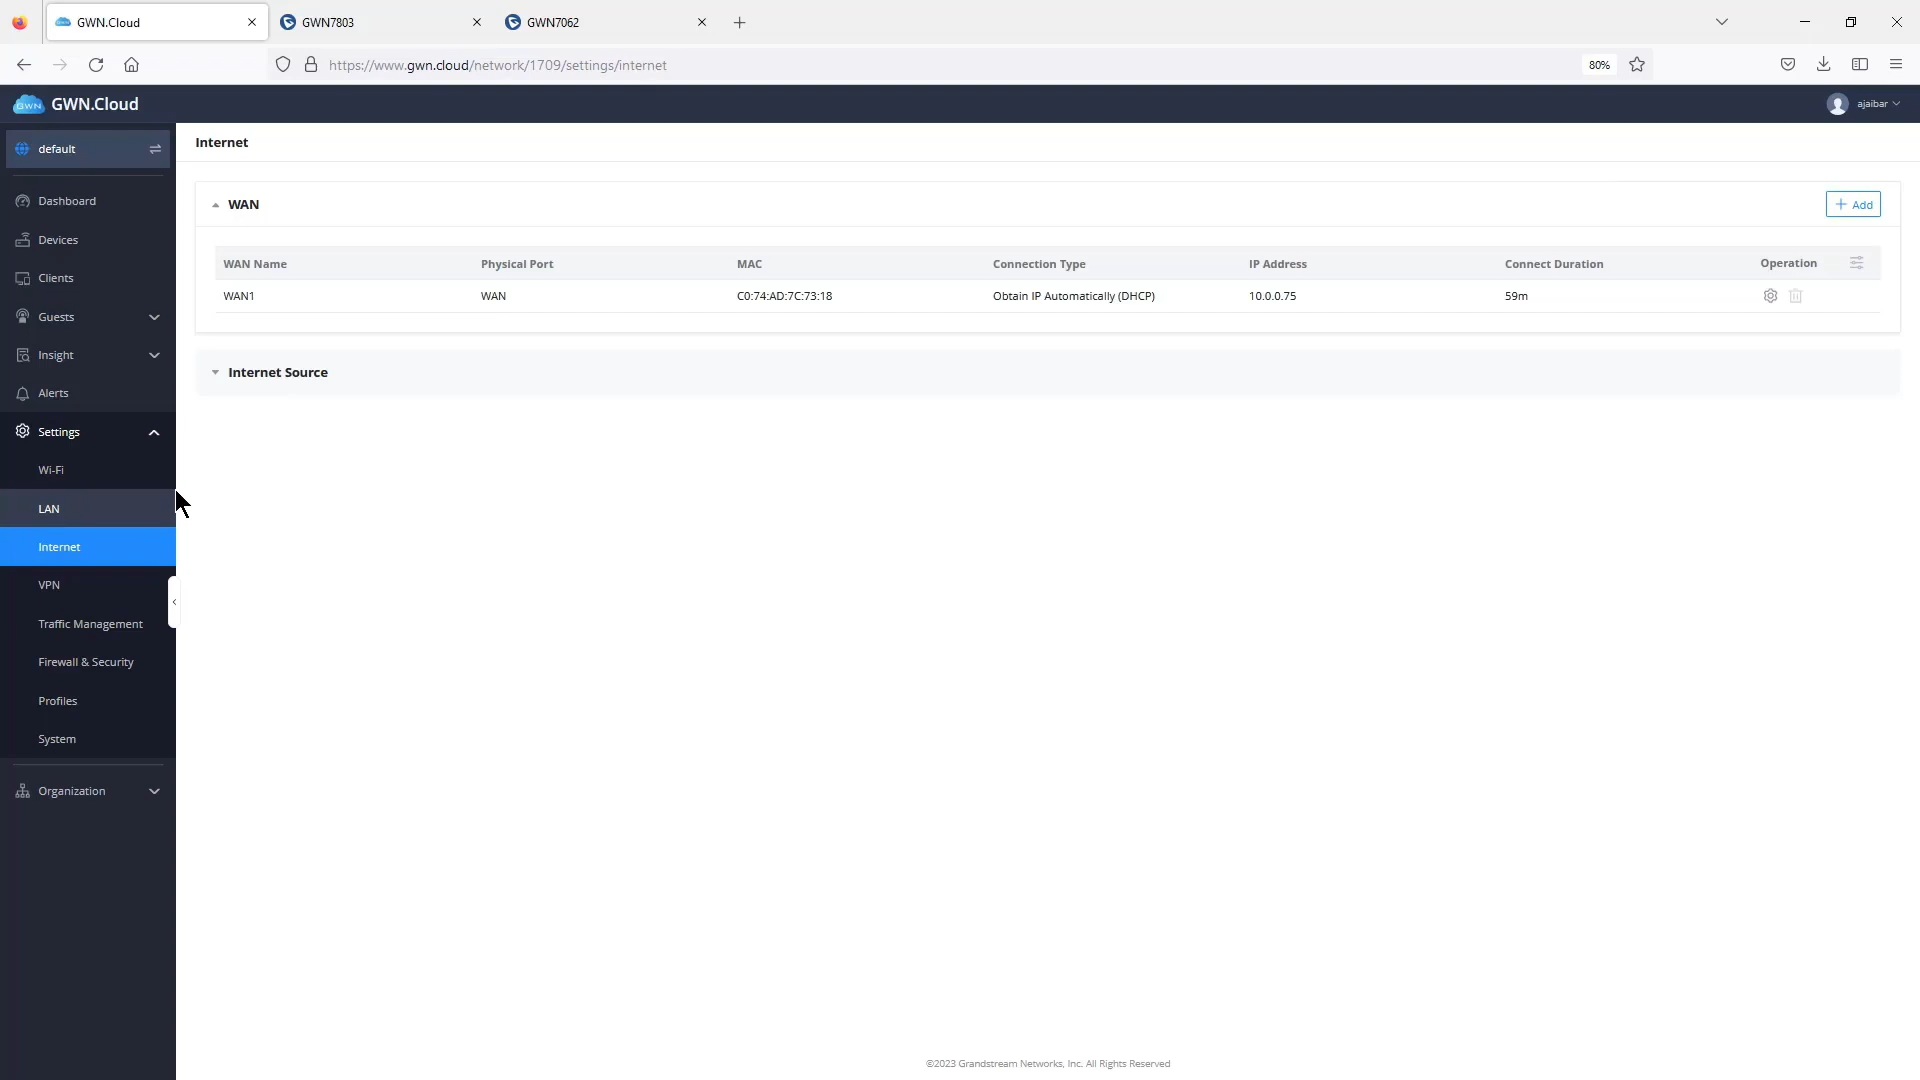 GWN.Cloud
GWN7803
GWN7062
https://www.gwn.cloud/network/1709/settings/internet
80%
GWN
GWN.Cloud
ajaibar
default
Internet
Dashboard
Devices
Clients
Guests
Insight
Alerts
Settings
Wi-Fi
LAN
Internet
VPN
Traffic Management
Firewall & Security
Profiles
System
Organization
WAN
Add
WAN Name Physical Port MAC Connection Type IP Address Connect Duration Operation
WAN1 WAN C0:74:AD:7C:73:18 Obtain IP Automatically (DHCP) 10.0.0.75 59m
Internet Source
©2023 Grandstream Networks, Inc. All Rights Reserved